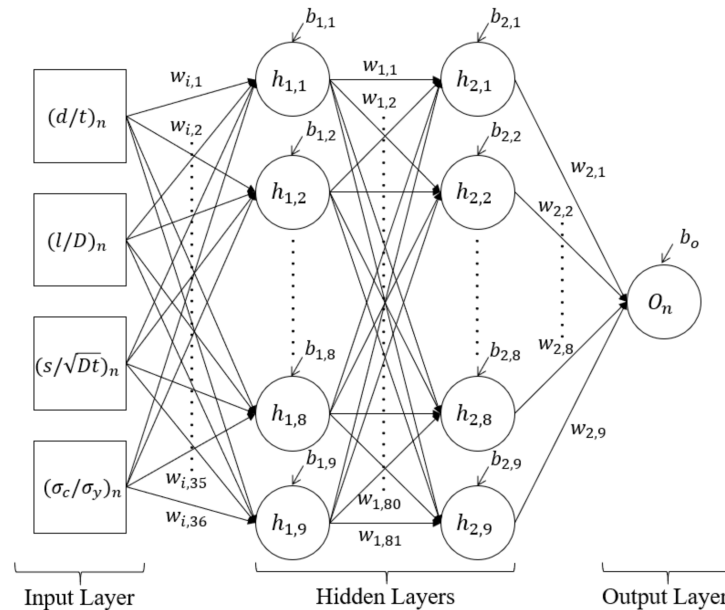 b₁,₁
b₂,₁
(d/t)ₙ
wᵢ,₁
h₁,₁
w₁,₁
h₂,₁
wᵢ,₂
w₁,₂
b₁,₂
b₂,₂
w₂,₁
h₁,₂
h₂,₂
w₂,₂
(l/D)ₙ
bₒ
Oₙ
(s/√Dt)ₙ
b₁,₈
b₂,₈
w₂,₈
h₁,₈
h₂,₈
w₂,₉
b₁,₉
b₂,₉
(σ_c/σ_y)ₙ
wᵢ,₃₅
w₁,₈₀
wᵢ,₃₆
h₁,₉
h₂,₉
w₁,₈₁
Input Layer
Hidden Layers
Output Layer